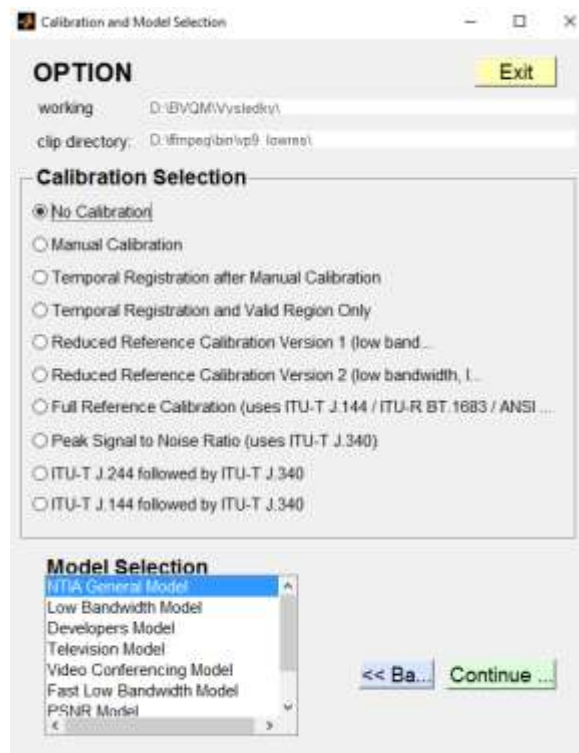 Calibration and Model Selection
OPTION
Exit
working
D:\BVQM\Vysledky\
clip directory:
D:\ffmpeg\bin\vp9_lowres\
Calibration Selection
No Calibration
Manual Calibration
Temporal Registration after Manual Calibration
Temporal Registration and Valid Region Only
Reduced Reference Calibration Version 1 (low band...
Reduced Reference Calibration Version 2 (low bandwidth, l...
Full Reference Calibration (uses ITU-T J.144 / ITU-R BT.1683 / ANSI ...
Peak Signal to Noise Ratio (uses ITU-T J.340)
ITU-T J.244 followed by ITU-T J.340
ITU-T J.144 followed by ITU-T J.340
Model Selection
NTIA General Model
Low Bandwidth Model
Developers Model
Television Model
Video Conferencing Model
Fast Low Bandwidth Model
PSNR Model
<< Ba...
Continue ...